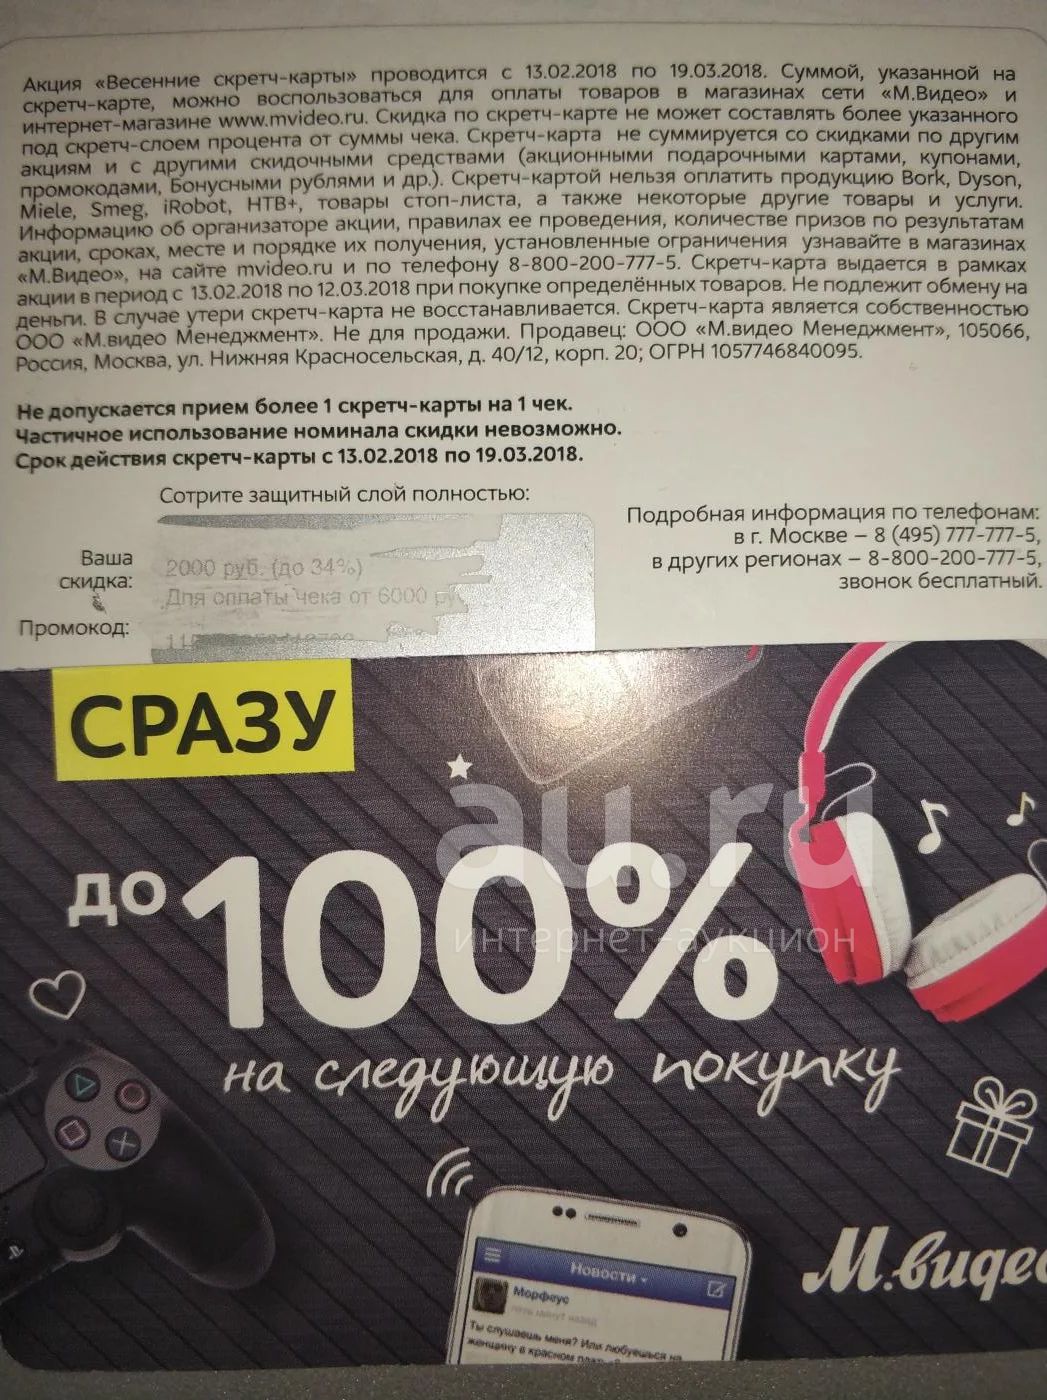 Акция «Весенние скретч-карты» проводится с 13.02.2018 по 19.03.2018. Суммой, указанной на
скретч-карте, можно воспользоваться для оплаты товаров в магазинах сети «М.Видео» и
интернет-магазине www.mvideo.ru. Скидка по скретч-карте не может составлять более указанного
под скретч-слоем процента от суммы чека. Скретч-карта не суммируется со скидками по другим
акциям и с другими скидочными средствами (акционными подарочными картами, купонами,
промокодами, Бонусными рублями и др.). Скретч-картой нельзя оплатить продукцию Bork, Dyson,
Miele, Smeg, iRobot, НТВ+, товары стоп-листа, а также некоторые другие товары и услуги.
Информацию об организаторе акции, правилах ее проведения, количестве призов по результатам
акции, сроках, месте и порядке их получения, установленные ограничения узнавайте в магазинах
«М.Видео», на сайте mvideo.ru и по телефону 8-800-200-777-5. Скретч-карта выдается в рамках
акции в период с 13.02.2018 по 12.03.2018 при покупке определённых товаров. Не подлежит обмену на
деньги. В случае утери скретч-карта не восстанавливается. Скретч-карта является собственностью
ООО «М.видео Менеджмент». Не для продажи. Продавец: ООО «М.видео Менеджмент», 105066,
Россия, Москва, ул. Нижняя Красносельская, д. 40/12, корп. 20; ОГРН 1057746840095.
Не допускается прием более 1 скретч-карты на 1 чек.
Частичное использование номинала скидки невозможно.
Срок действия скретч-карты с 13.02.2018 по 19.03.2018.
Сотрите защитный слой полностью:
Ваша
скидка:
2000 руб. (до 34%)
Для оплаты чека от 6000
Промокод:
Подробная информация по телефонам:
в г. Москве – 8 (495) 777-777-5,
в других регионах – 8-800-200-777-5,
звонок бесплатный.
СРАЗУ
до 100%
на следующую покупку
au.ru
интернет-аукцион
М.видео
Новости
Морфеус
Ты слушаешь меня? Или любуешься на
женщину в красном